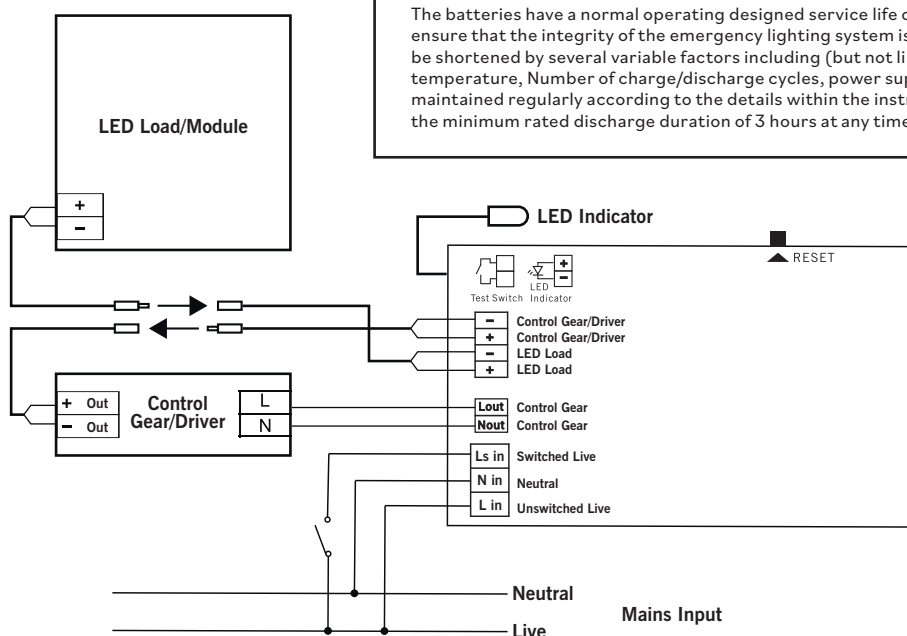 The batteries have a normal operating designed service life
ensure that the integrity of the emergency lighting system is
be shortened by several variable factors including (but not
temperature, Number of charge/discharge cycles, power
maintained regularly according to the details within the
the minimum rated discharge duration of 3 hours at any time
LED Load/Module
+
−
LED Indicator
RESET
+
−
LED
Test Switch Indicator
− Control Gear/Driver
+ Control Gear/Driver
− LED Load
+ LED Load
+ Out
− Out
Control
Gear/Driver
L
N
Lout Control Gear
Nout Control Gear
Ls in Switched Live
N in Neutral
L in Unswitched Live
Neutral
Mains Input
Live